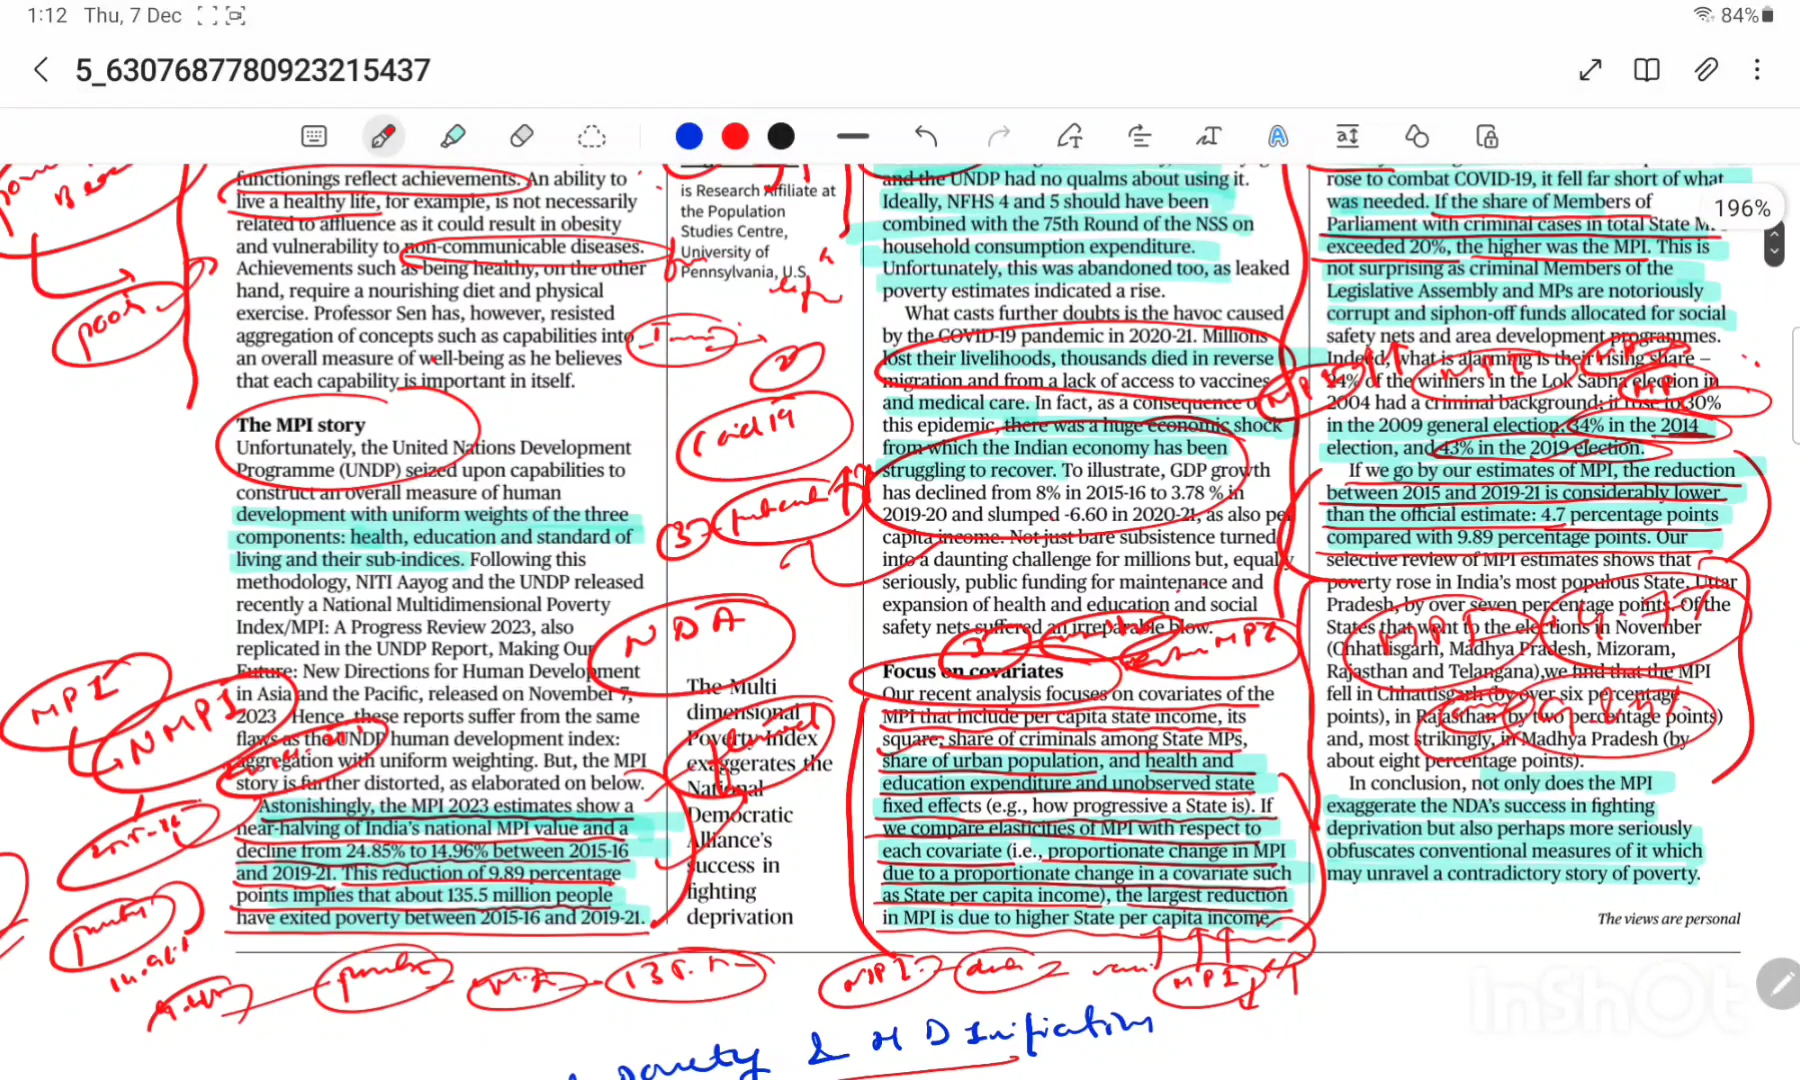 1:12 Thu, 7 Dec
84%
5_6307687780923215437
196%
functionings reflect achievements. An ability to
live a healthy life, for example, is not necessarily
related to affluence as it could result in obesity
and vulnerability to non-communicable diseases.
Achievements such as being healthy, on the other
hand, require a nourishing diet and physical
exercise. Professor Sen has, however, resisted
aggregation of concepts such as capabilities into
an overall measure of well-being as he believes
that each capability is important in itself.
The MPI story
Unfortunately, the United Nations Development
Programme (UNDP) seized upon capabilities to
construct an overall measure of human
development with uniform weights of the three
components: health, education and standard of
living and their sub-indices. Following this
methodology, NITI Aayog and the UNDP released
recently a National Multidimensional Poverty
Index/MPI: A Progress Review 2023, also
replicated in the UNDP Report, Making Our
Future: New Directions for Human Development
in Asia and the Pacific, released on November 7,
2023. Hence, these reports suffer from the same
flaws as the UNDP human development index:
aggregation with uniform weighting. But, the MPI
story is further distorted, as elaborated on below.
Astonishingly, the MPI 2023 estimates show a
near-halving of India's national MPI value and a
decline from 24.85% to 14.96% between 2015-16
and 2019-21. This reduction of 9.89 percentage
points implies that about 135.5 million people
have exited poverty between 2015-16 and 2019-21.
is Research Affiliate at
the Population
Studies Centre,
University of
Pennsylvania, U.S.
The Multi
dimensional
Poverty index
exaggerates the
National
Democratic
Alliance's
success in
fighting
deprivation
and the UNDP had no qualms about using it.
Ideally, NFHS 4 and 5 should have been
combined with the 75th Round of the NSS on
household consumption expenditure.
Unfortunately, this was abandoned too, as leaked
poverty estimates indicated a rise.
What casts further doubts is the havoc caused
by the COVID-19 pandemic in 2020-21. Millions
lost their livelihoods, thousands died in reverse
migration and from a lack of access to vaccines
and medical care. In fact, as a consequence of
this epidemic, there was a huge economic shock
from which the Indian economy has been
struggling to recover. To illustrate, GDP growth
has declined from 8% in 2015-16 to 3.78 % in
2019-20 and slumped -6.60 in 2020-21, as also per
capita income. Not just bare subsistence turned
into a daunting challenge for millions but, equally
seriously, public funding for maintenance and
expansion of health and education and social
safety nets suffered an irreparable blow.
Focus on covariates
Our recent analysis focuses on covariates of the
MPI that include per capita state income, its
square, share of criminals among State MPs,
share of urban population, and health and
education expenditure and unobserved state
fixed effects (e.g., how progressive a State is). If
we compare elasticities of MPI with respect to
each covariate (i.e., proportionate change in MPI
due to a proportionate change in a covariate such
as State per capita income), the largest reduction
in MPI is due to higher State per capita income,
rose to combat COVID-19, it fell far short of what
was needed. If the share of Members of
Parliament with criminal cases in total State
exceeded 20%, the higher was the MPI. This is
not surprising as criminal Members of the
Legislative Assembly and MPs are notoriously
corrupt and siphon-off funds allocated for social
safety nets and area development programmes.
Indeed, what is alarming is their rising share —
24% of the winners in the Lok Sabha election in
2004 had a criminal background; it rose to 30%
in the 2009 general election, 34% in the 2014
election, and 43% in the 2019 election.
If we go by our estimates of MPI, the reduction
between 2015 and 2019-21 is considerably lower
than the official estimate: 4.7 percentage points
compared with 9.89 percentage points. Our
selective review of MPI estimates shows that
poverty rose in India's most populous State, Uttar
Pradesh, by over seven percentage points. Of the
States that went to the elections in November
(Chhattisgarh, Madhya Pradesh, Mizoram,
Rajasthan and Telangana),we find that the MPI
fell in Chhattisgarh (by over six percentage
points), in Rajasthan (by two percentage points)
and, most strikingly, in Madhya Pradesh (by
about eight percentage points).
In conclusion, not only does the MPI
exaggerate the NDA's success in fighting
deprivation but also perhaps more seriously
obfuscates conventional measures of it which
may unravel a contradictory story of poverty.
The views are personal
poor
Covid 19
NDA
MPI
NMPI
MPI
MPI
MPI
MPI
& H D Initiation
InShOt